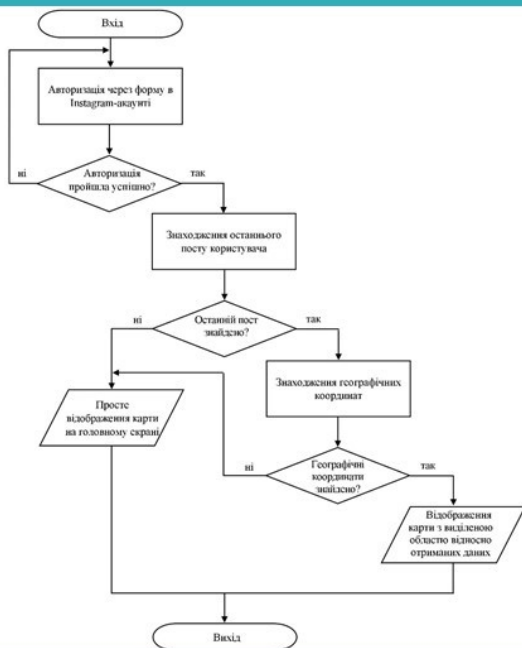 Вхід
Авторизація через форму в
Instagram-акаунті
ні
Авторизація
пройшла успішно?
так
Знаходження останнього
посту користувача
ні
Останній пост
знайдено?
так
Просте
відображення карти
на головному екрані
Знаходження географічних
координат
ні
Географічні
координати
знайдено?
так
Відображення
карти з виділеною
областю відносно
отриманих даних
Вихід